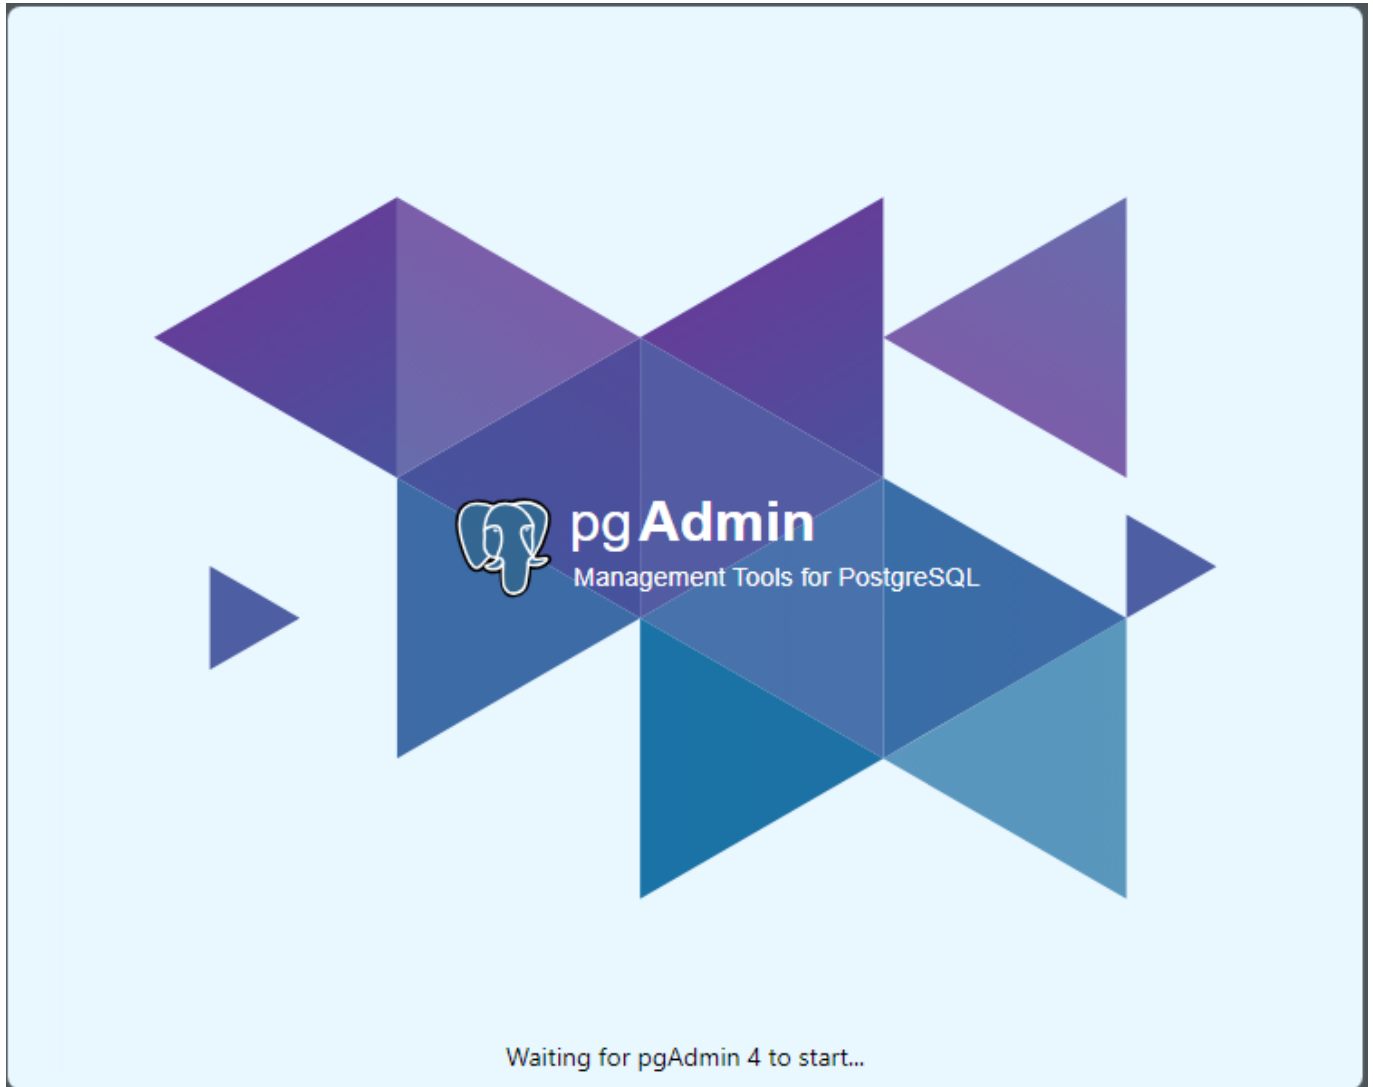 pgAdmin
Management Tools for PostgreSQL
Waiting for pgAdmin 4 to start...